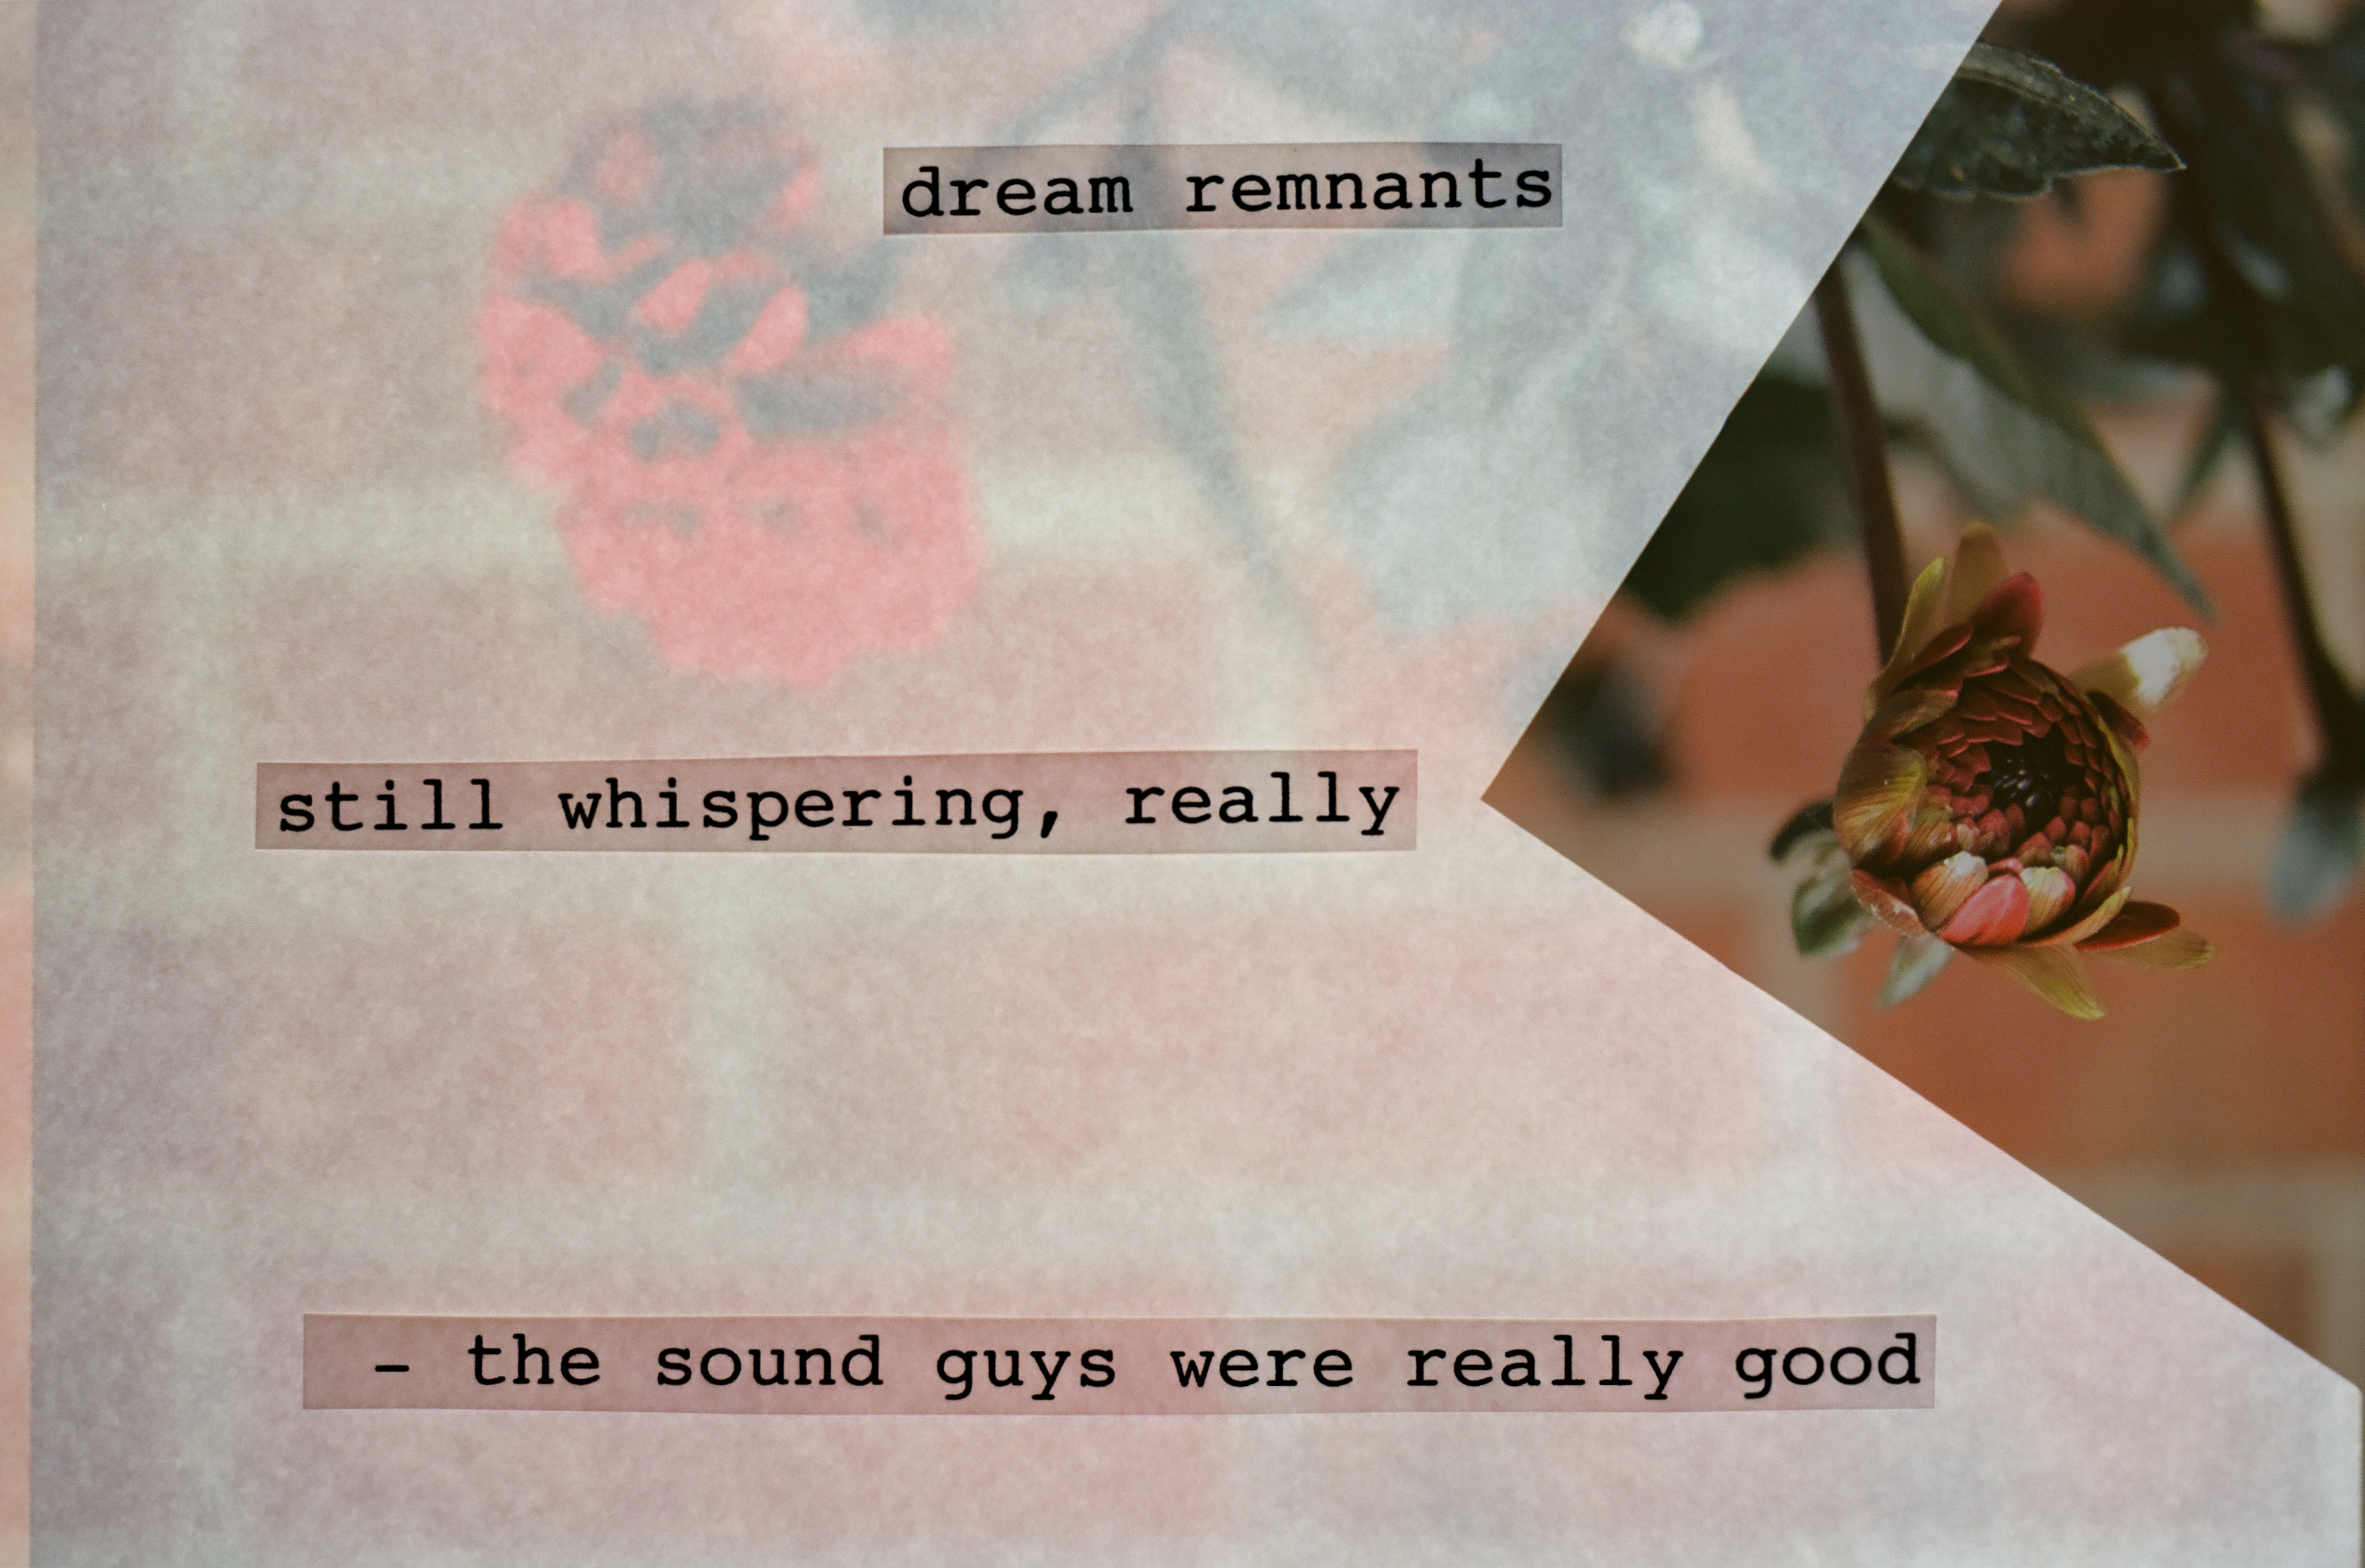 dream remnants
still whispering, really
- the sound guys were really good